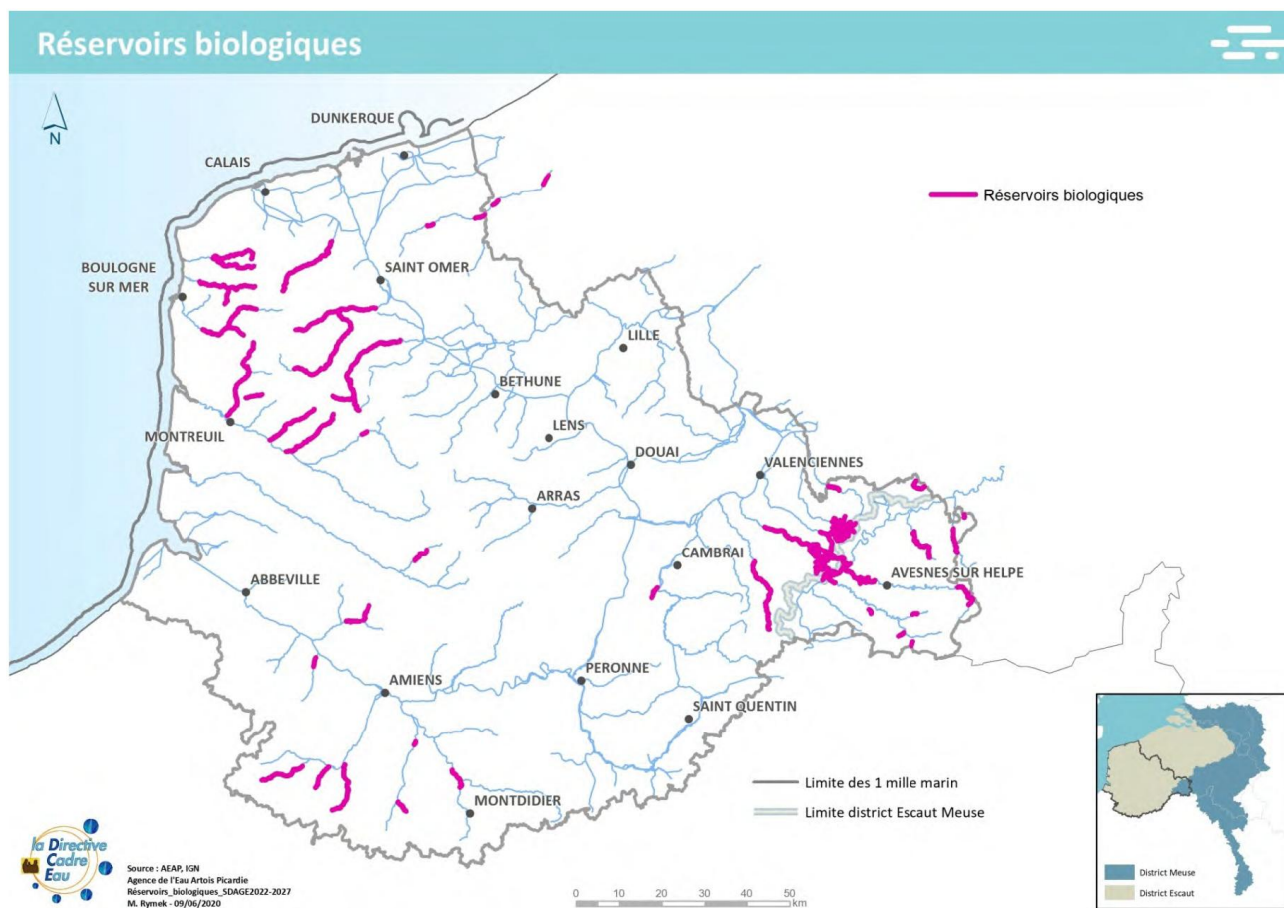 Réservoirs biologiques
N
DUNKERQUE
CALAIS
Réservoirs biologiques
SAINT OMER
BOULOGNE
SUR MER
LILLE
BETHUNE
LENS
MONTREUIL
DOUAI
VALENCIENNES
ARRAS
CAMBRAI
AVESNES SUR HELPE
ABBEVILLE
PERONNE
AMIENS
SAINT QUENTIN
Limite des 1 mille marin
MONTDIDIER
Limite district Escaut Meuse
la Directive
Cadre
Eau
Source : AEAP, IGN
Agence de l'Eau Artois Picardie
Réservoirs_biologiques_SDAGE2022-2027
M. Rymek - 09/06/2020
0 10 20 30 40 50
km
District Meuse
District Escaut